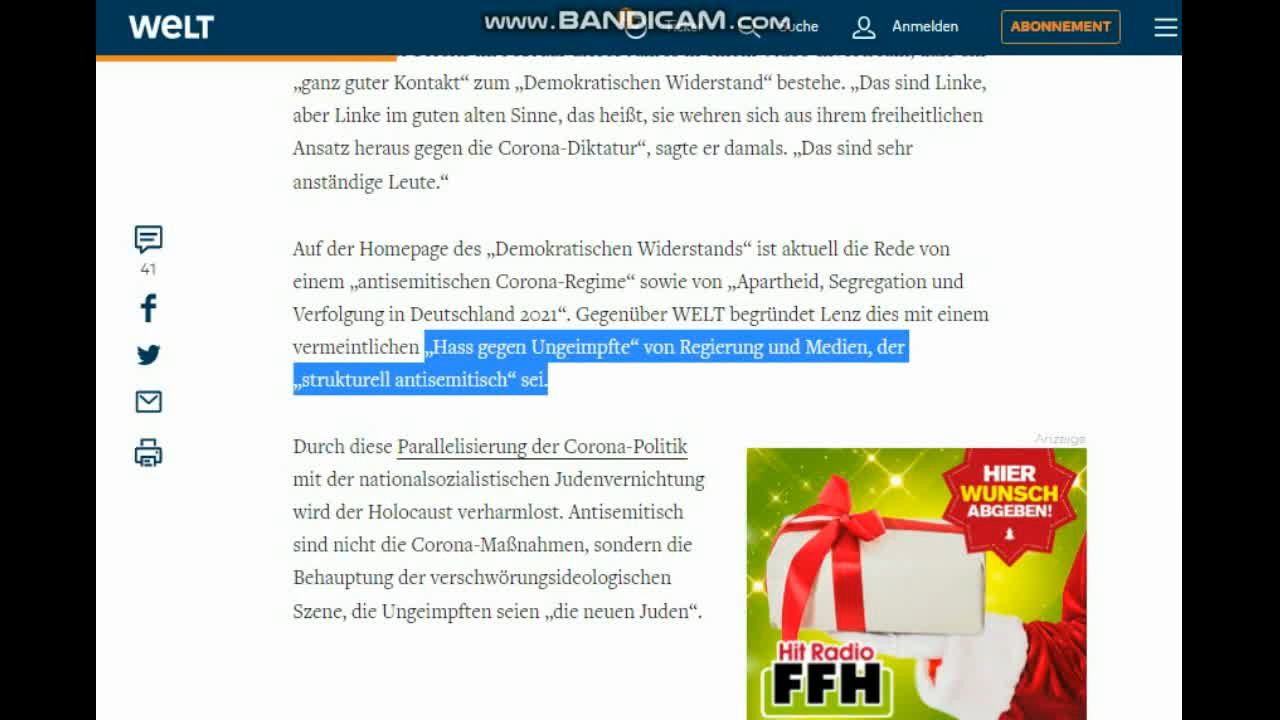 WELT
www.BANDICAM.com
Suche
Anmelden
ABONNEMENT
„ganz guter Kontakt“ zum „Demokratischen Widerstand“ bestehe. „Das sind Linke,
aber Linke im guten alten Sinne, das heißt, sie wehren sich aus ihrem freiheitlichen
Ansatz heraus gegen die Corona-Diktatur“, sagte er damals. „Das sind sehr
anständige Leute.“
41
Auf der Homepage des „Demokratischen Widerstands“ ist aktuell die Rede von
einem „antisemitischen Corona-Regime“ sowie von „Apartheid, Segregation und
Verfolgung in Deutschland 2021“. Gegenüber WELT begründet Lenz dies mit einem
vermeintlichen „Hass gegen Ungeimpfte“ von Regierung und Medien, der
„strukturell antisemitisch“ sei.
Durch diese Parallelisierung der Corona-Politik
mit der nationalsozialistischen Judenvernichtung
wird der Holocaust verharmlost. Antisemitisch
sind nicht die Corona-Maßnahmen, sondern die
Behauptung der verschwörungsideologischen
Szene, die Ungeimpften seien „die neuen Juden“.
Anzeige
HIER
WUNSCH
ABGEBEN!
Hit Radio
FFH